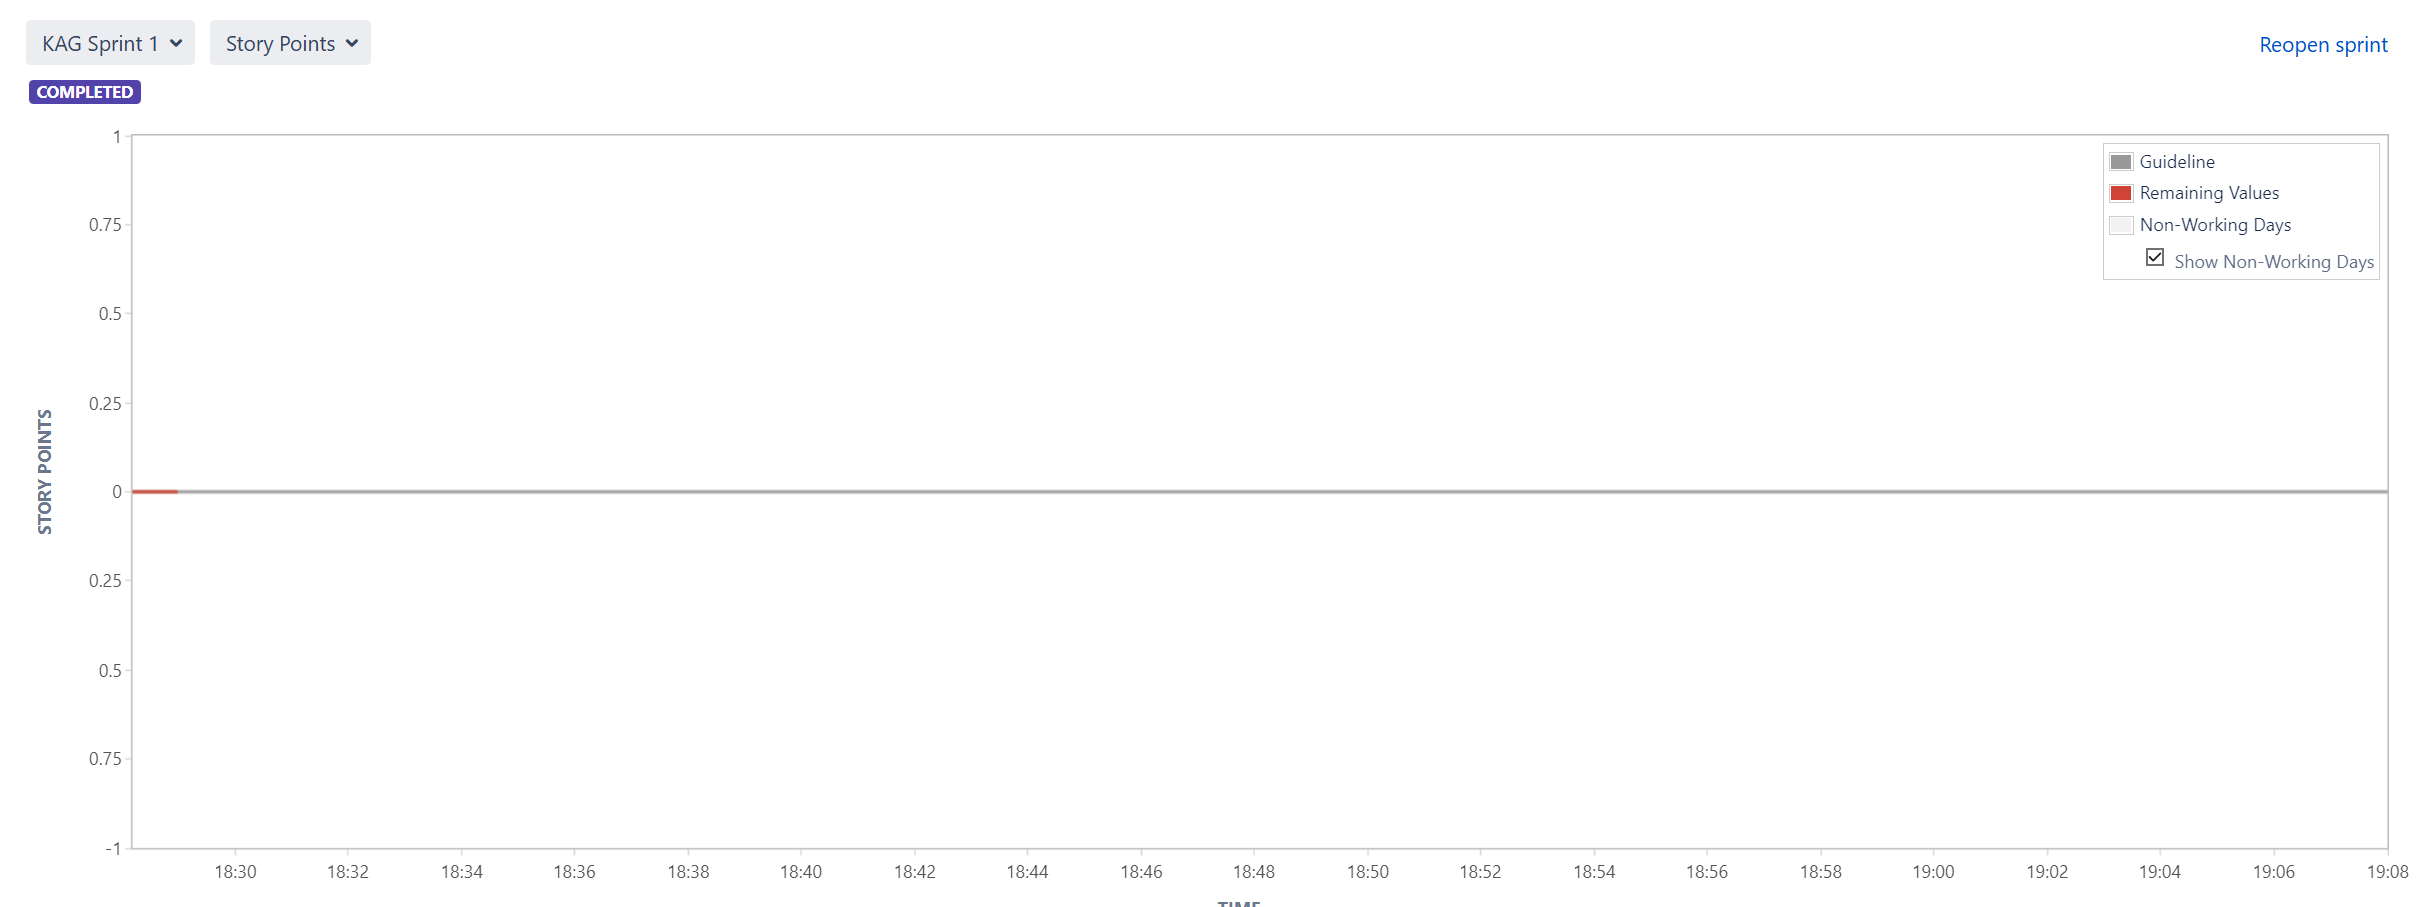 KAG Sprint 1 Story Points Reopen sprint
COMPLETED
1
0.75
0.5
0.25
0
0.25
0.5
0.75
-1
STORY POINTS
Guideline
Remaining Values
Non-Working Days
Show Non-Working Days
18:30 18:32 18:34 18:36 18:38 18:40 18:42 18:44 18:46 18:48 18:50 18:52 18:54 18:56 18:58 19:00 19:02 19:04 19:06 19:08
TIME